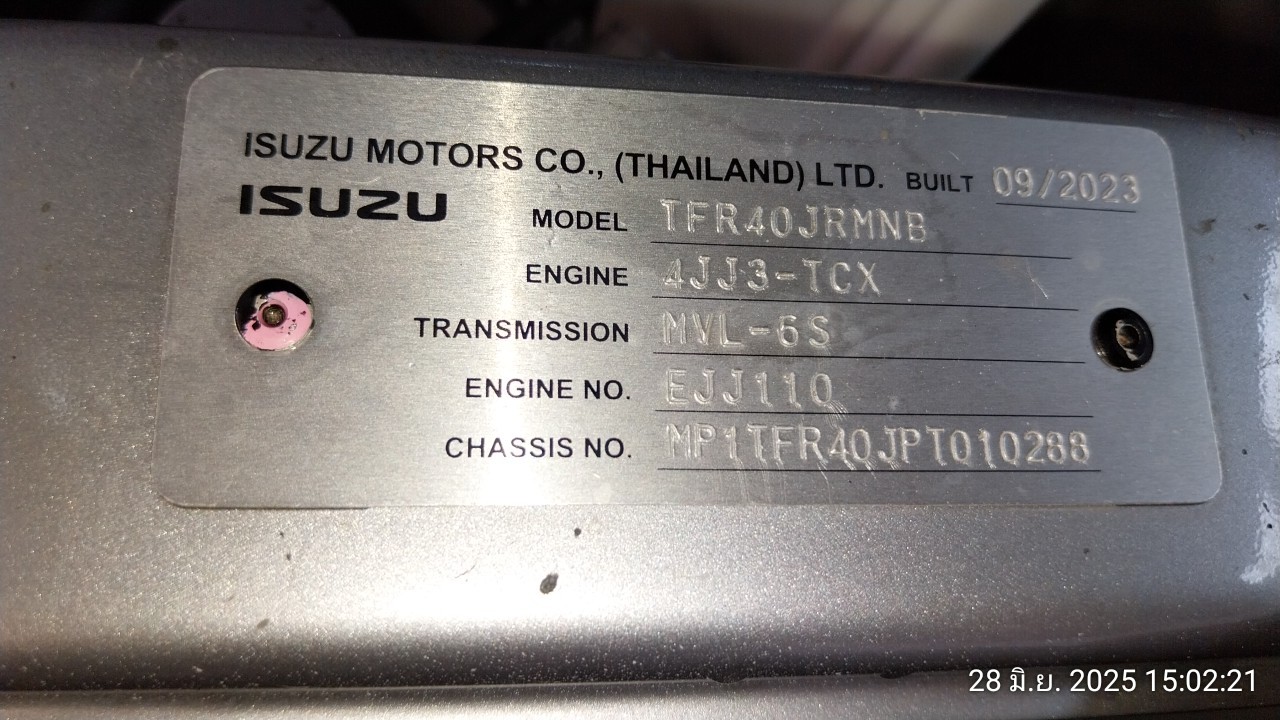 ISUZU MOTORS CO., (THAILAND) LTD. BUILT 09/2023
ISUZU
MODEL TFR40JRMNB
ENGINE 4JJ3-TCX
TRANSMISSION MVL-6S
ENGINE NO. EJJ110
CHASSIS NO. MP1TFR40JPT010288
28 มิ.ย. 2025 15:02:21